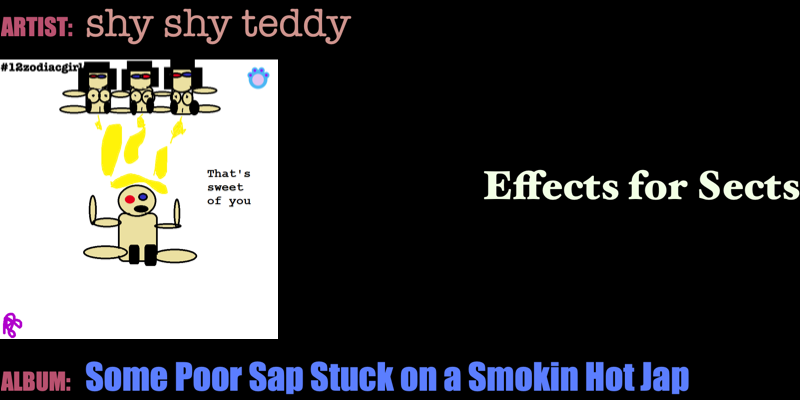 ARTIST: shy shy teddy
#12zodiacgirl
That's
sweet
of you
Effects for Sects
ALBUM: Some Poor Sap Stuck on a Smokin Hot Jap